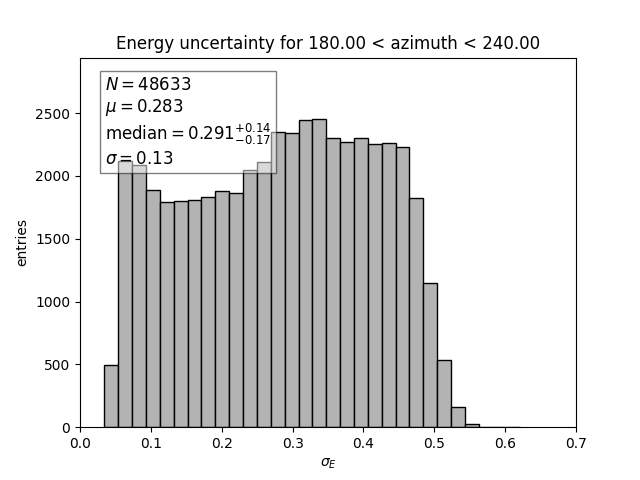 Energy uncertainty for 180.00 < azimuth < 240.00
N = 48633
μ = 0.283
median = 0.291 +0.14 −0.17
σ = 0.13
entries
2500
2000
1500
1000
500
0
0.0 0.1 0.2 0.3 0.4 0.5 0.6 0.7
σE